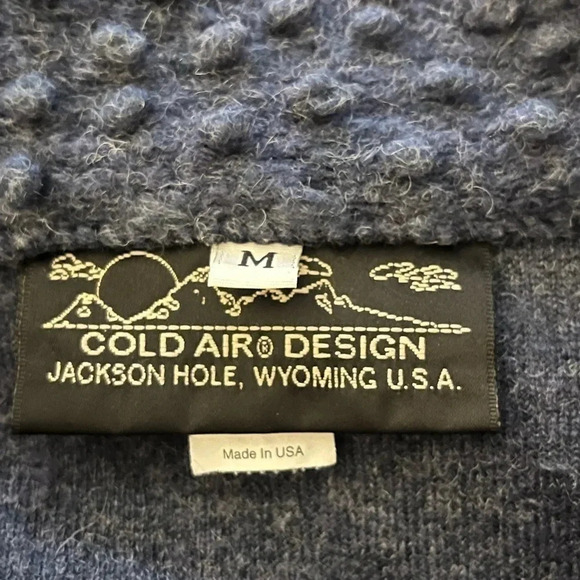 M
COLD AIR® DESIGN
JACKSON HOLE, WYOMING U.S.A.
Made In USA